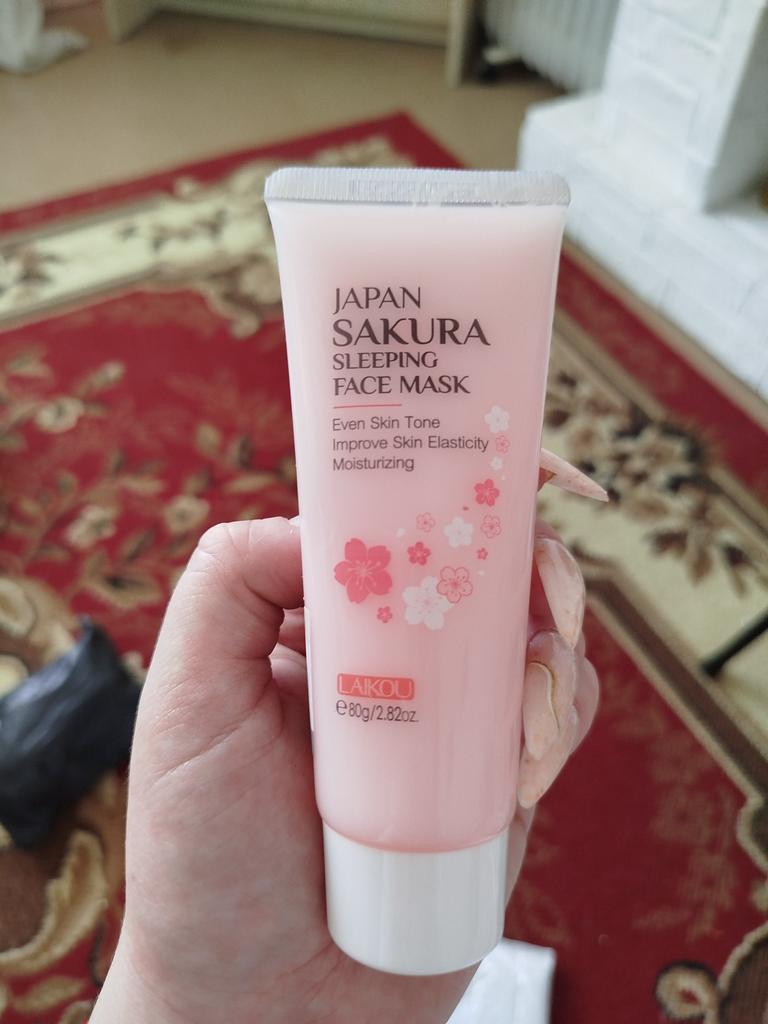 JAPAN
SAKURA
SLEEPING
FACE MASK
Even Skin Tone
Improve Skin Elasticity
Moisturizing
LAIKOU
℮80g/2.82oz.